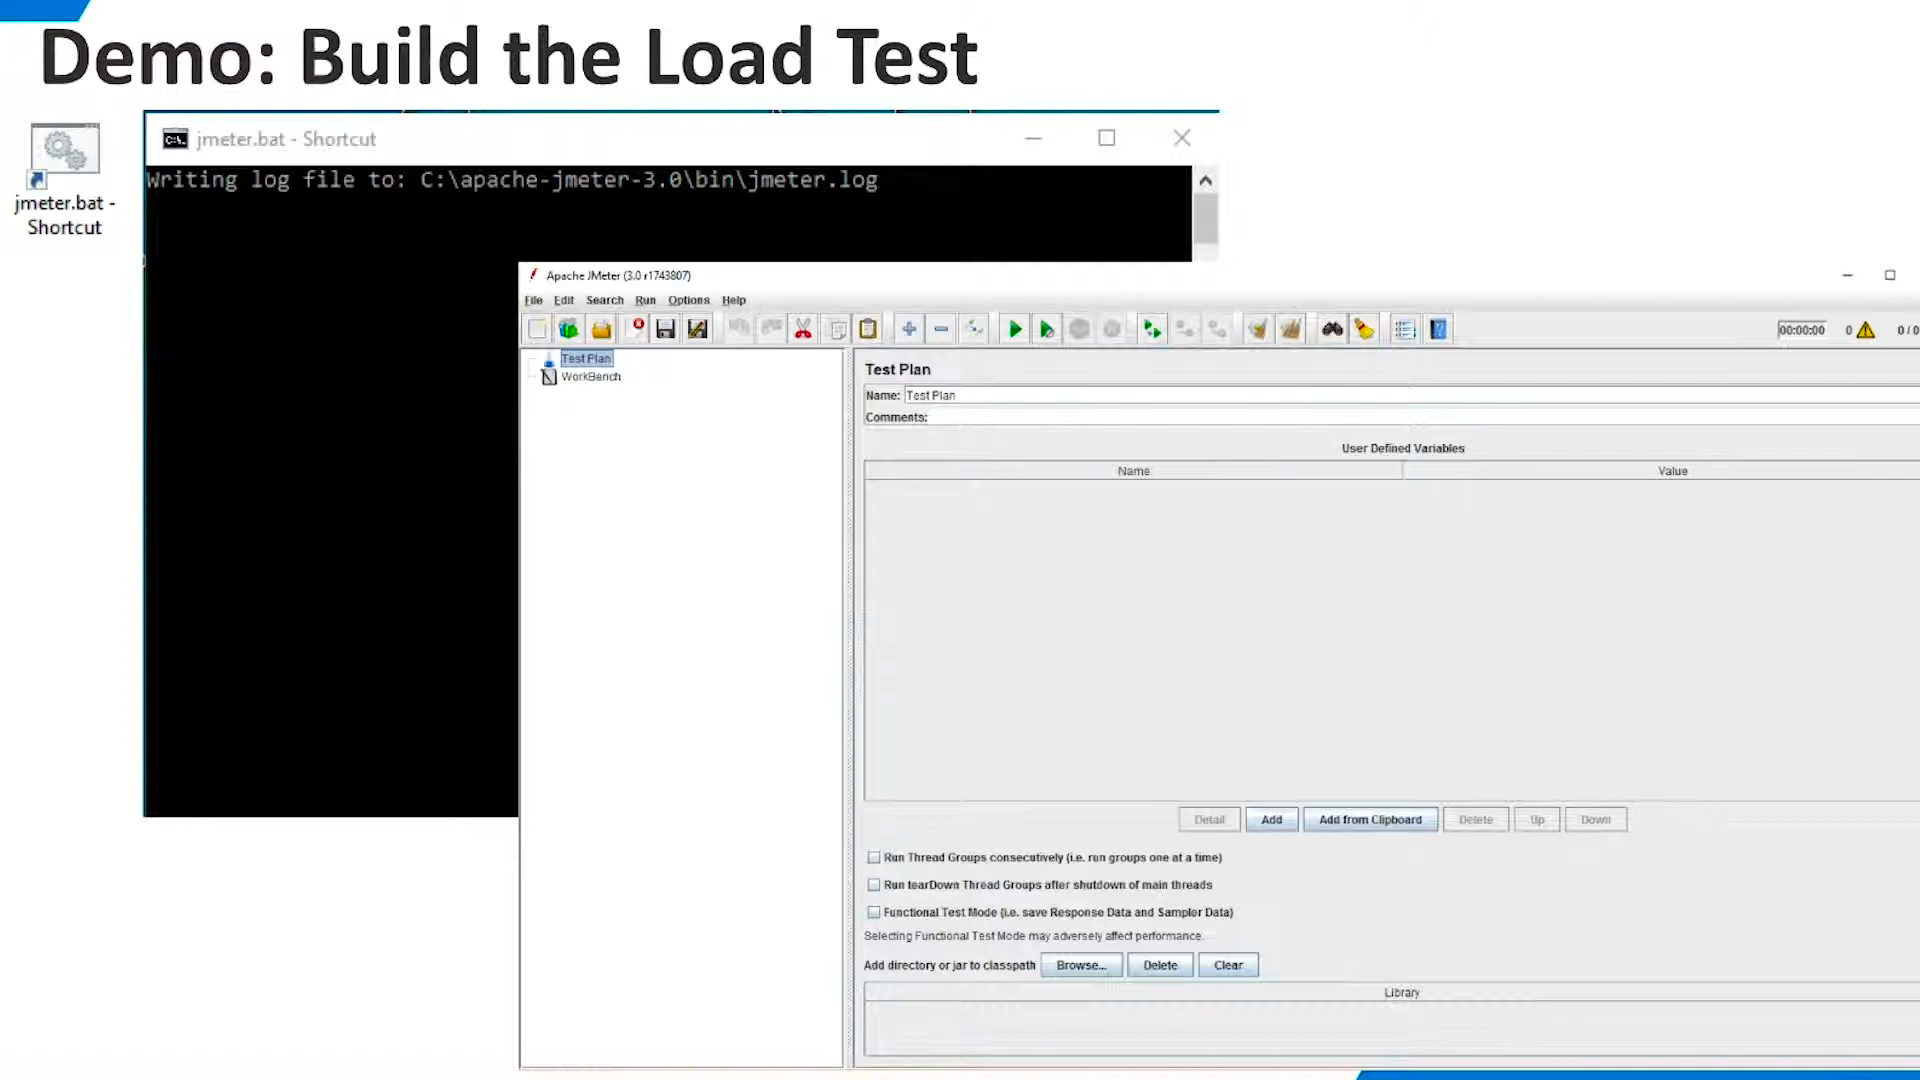 Demo: Build the Load Test
jmeter.bat -
Shortcut
jmeter.bat - Shortcut
Writing log file to: C:\apache-jmeter-3.0\bin\jmeter.log
Apache JMeter (3.0 r1743807)
File Edit Search Run Options Help
00:00:00 0 0 / 0
Test Plan
WorkBench
Test Plan
Name: Test Plan
Comments:
User Defined Variables
Name Value
Detail Add Add from Clipboard Delete Up Down
Run Thread Groups consecutively (i.e. run groups one at a time)
Run tearDown Thread Groups after shutdown of main threads
Functional Test Mode (i.e. save Response Data and Sampler Data)
Selecting Functional Test Mode may adversely affect performance.
Add directory or jar to classpath Browse... Delete Clear
Library